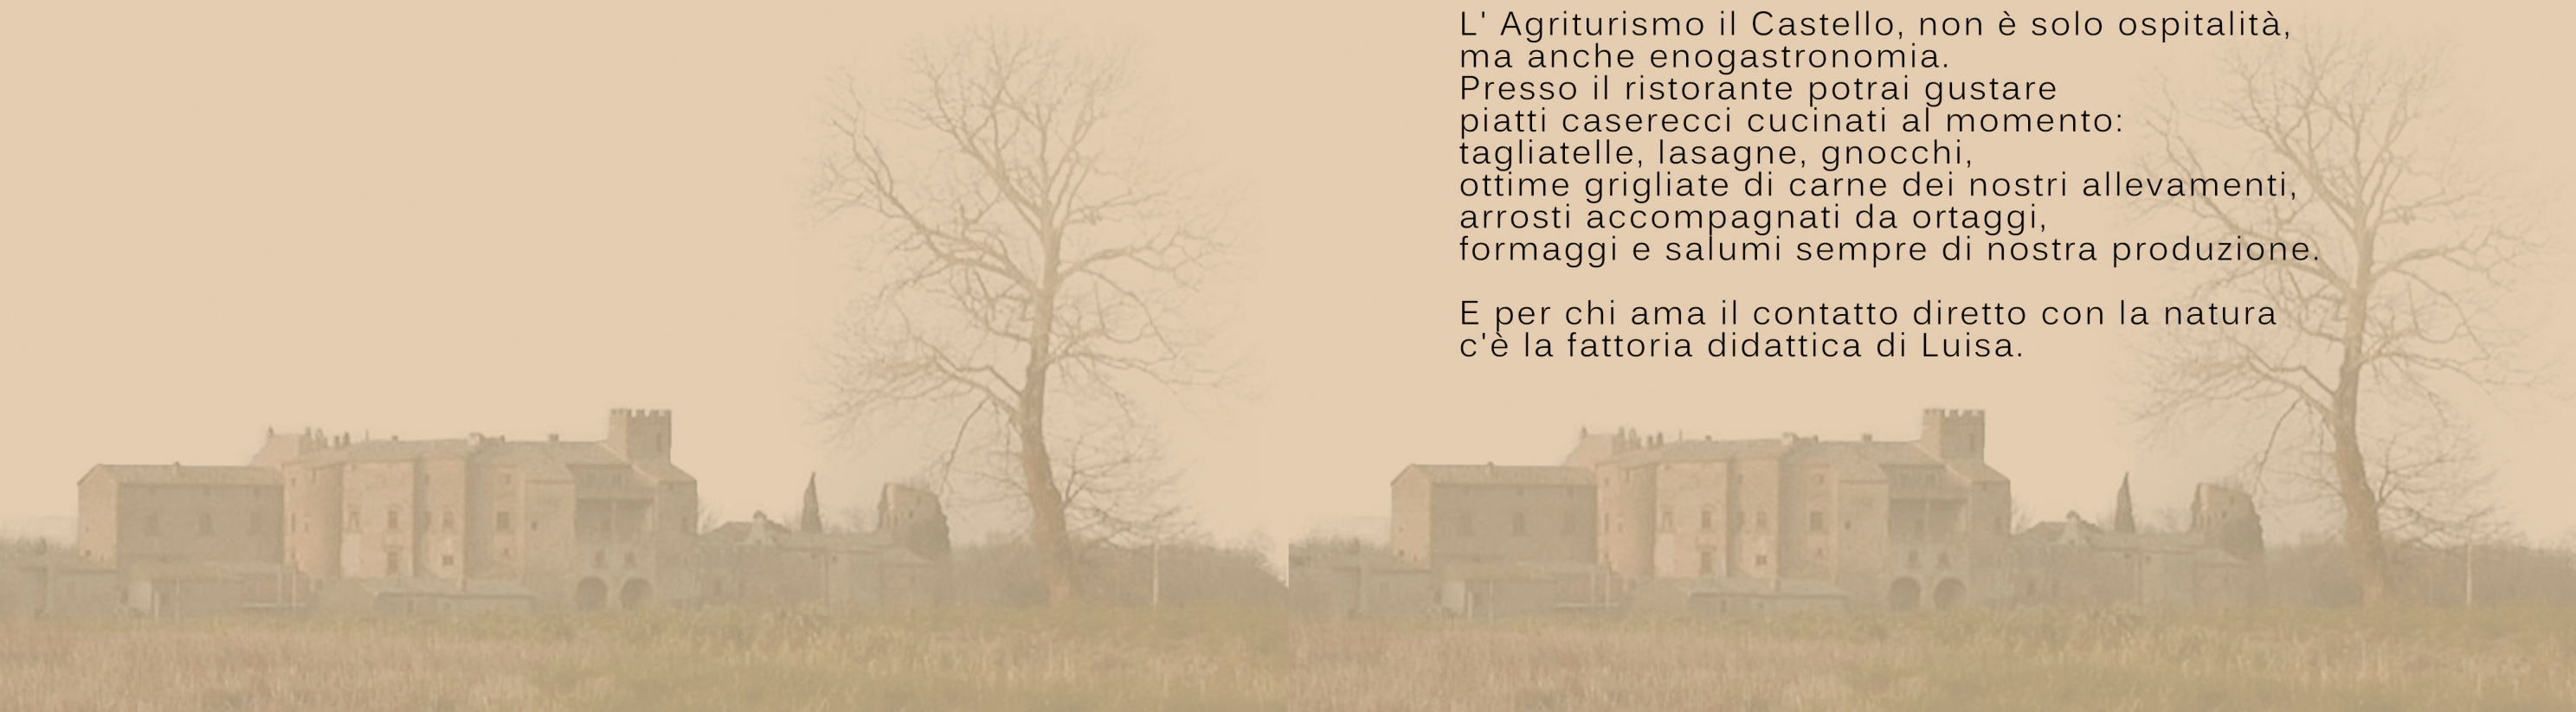 L' Agriturismo il Castello, non è solo ospitalità,
ma anche enogastronomia.
Presso il ristorante potrai gustare
piatti caserecci cucinati al momento:
tagliatelle, lasagne, gnocchi,
ottime grigliate di carne dei nostri allevamenti,
arrosti accompagnati da ortaggi,
formaggi e salumi sempre di nostra produzione.
E per chi ama il contatto diretto con la natura
c'è la fattoria didattica di Luisa.